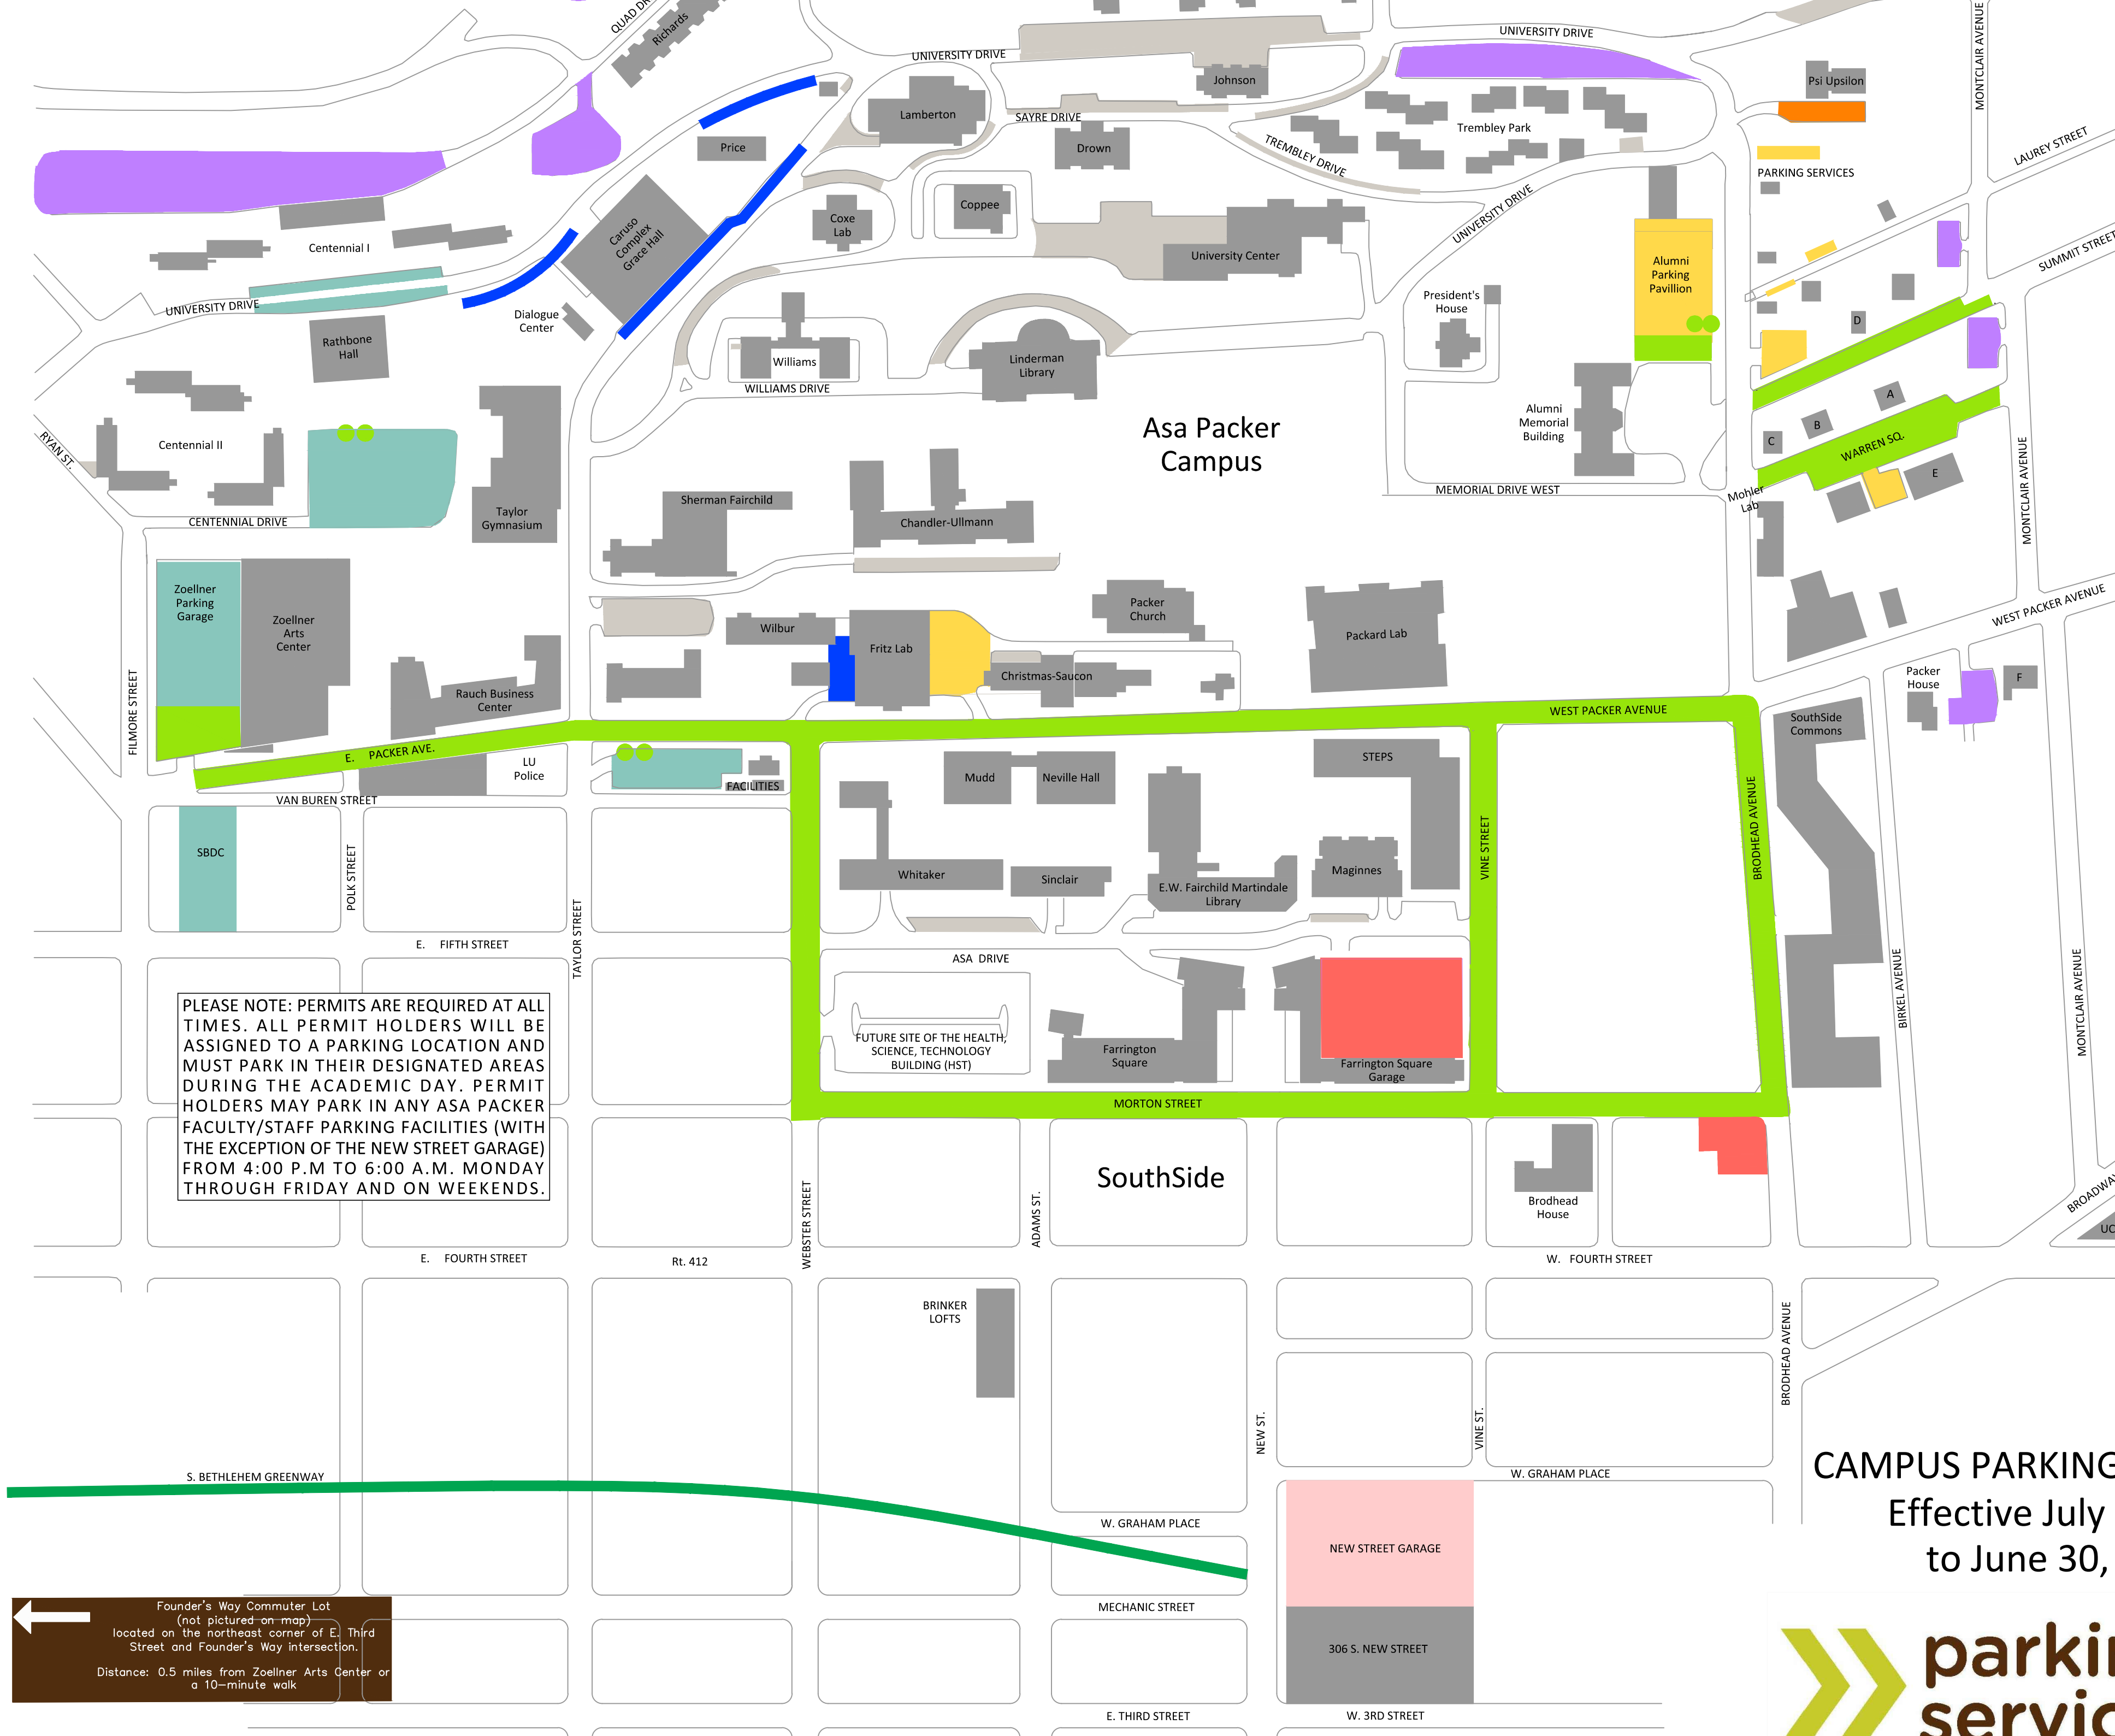 QUAD DR
Richards
UNIVERSITY DRIVE
UNIVERSITY DRIVE
MONTCLAIR AVENUE
Johnson
Psi Upsilon
Lamberton
SAYRE DRIVE
Trembley Park
Price
Drown
TREMBLEY DRIVE
LAUREY STREET
PARKING SERVICES
Caruso
Complex
Grace Hall
Coxe
Lab
Coppee
UNIVERSITY DRIVE
Centennial I
University Center
SUMMIT STREET
Alumni
Parking
Pavillion
UNIVERSITY DRIVE
Dialogue
Center
President's
House
D
Rathbone
Hall
Williams
Linderman
Library
WILLIAMS DRIVE
A
Alumni
Memorial
Building
Asa Packer
Campus
B
C
WARREN SQ.
RYAN ST.
Centennial II
E
MONTCLAIR AVENUE
MEMORIAL DRIVE WEST
Mohler
Lab
Sherman Fairchild
Taylor
Gymnasium
Chandler-Ullmann
CENTENNIAL DRIVE
Zoellner
Parking
Garage
Zoellner
Arts
Center
Packer
Church
WEST PACKER AVENUE
Wilbur
Fritz Lab
Packard Lab
Christmas-Saucon
Rauch Business
Center
FILMORE STREET
Packer
House
F
WEST PACKER AVENUE
SouthSide
Commons
E. PACKER AVE.
LU
Police
FACILITIES
Mudd
Neville Hall
STEPS
VAN BUREN STREET
SBDC
POLK STREET
VINE STREET
BRODHEAD AVENUE
Whitaker
Sinclair
E.W. Fairchild Martindale
Library
Maginnes
TAYLOR STREET
E. FIFTH STREET
ASA DRIVE
BIRKEL AVENUE
MONTCLAIR AVENUE
PLEASE NOTE: PERMITS ARE REQUIRED AT ALL
TIMES. ALL PERMIT HOLDERS WILL BE
ASSIGNED TO A PARKING LOCATION AND
MUST PARK IN THEIR DESIGNATED AREAS
DURING THE ACADEMIC DAY. PERMIT
HOLDERS MAY PARK IN ANY ASA PACKER
FACULTY/STAFF PARKING FACILITIES (WITH
THE EXCEPTION OF THE NEW STREET GARAGE)
FROM 4:00 P.M TO 6:00 A.M. MONDAY
THROUGH FRIDAY AND ON WEEKENDS.
FUTURE SITE OF THE HEALTH,
SCIENCE, TECHNOLOGY
BUILDING (HST)
Farrington
Square
Farrington Square
Garage
MORTON STREET
SouthSide
Brodhead
House
WEBSTER STREET
ADAMS ST.
BROADWAY
UC
E. FOURTH STREET
Rt. 412
W. FOURTH STREET
BRINKER
LOFTS
BRODHEAD AVENUE
NEW ST.
VINE ST.
S. BETHLEHEM GREENWAY
W. GRAHAM PLACE
CAMPUS PARKING
Effective July
to June 30,
W. GRAHAM PLACE
NEW STREET GARAGE
MECHANIC STREET
306 S. NEW STREET
Founder's Way Commuter Lot
(not pictured on map)
located on the northeast corner of E. Third
Street and Founder's Way intersection.
Distance: 0.5 miles from Zoellner Arts Center or
a 10-minute walk
E. THIRD STREET
W. 3RD STREET